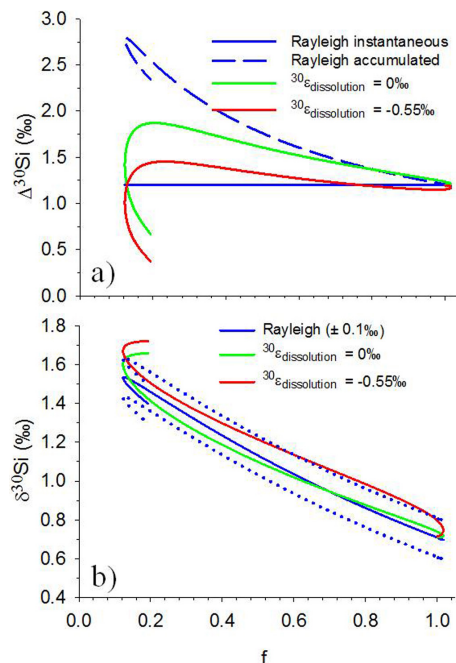 3.0
Rayleigh instantaneous
Rayleigh accumulated
³⁰εdissolution = 0‰
³⁰εdissolution = -0.55‰
2.5
2.0
1.5
1.0
0.5
0.0
Δ³⁰Si (‰)
a)
1.8
Rayleigh (± 0.1‰)
³⁰εdissolution = 0‰
³⁰εdissolution = -0.55‰
1.6
1.4
1.2
1.0
0.8
0.6
0.4
δ³⁰Si (‰)
b)
0.0 0.2 0.4 0.6 0.8 1.0
f